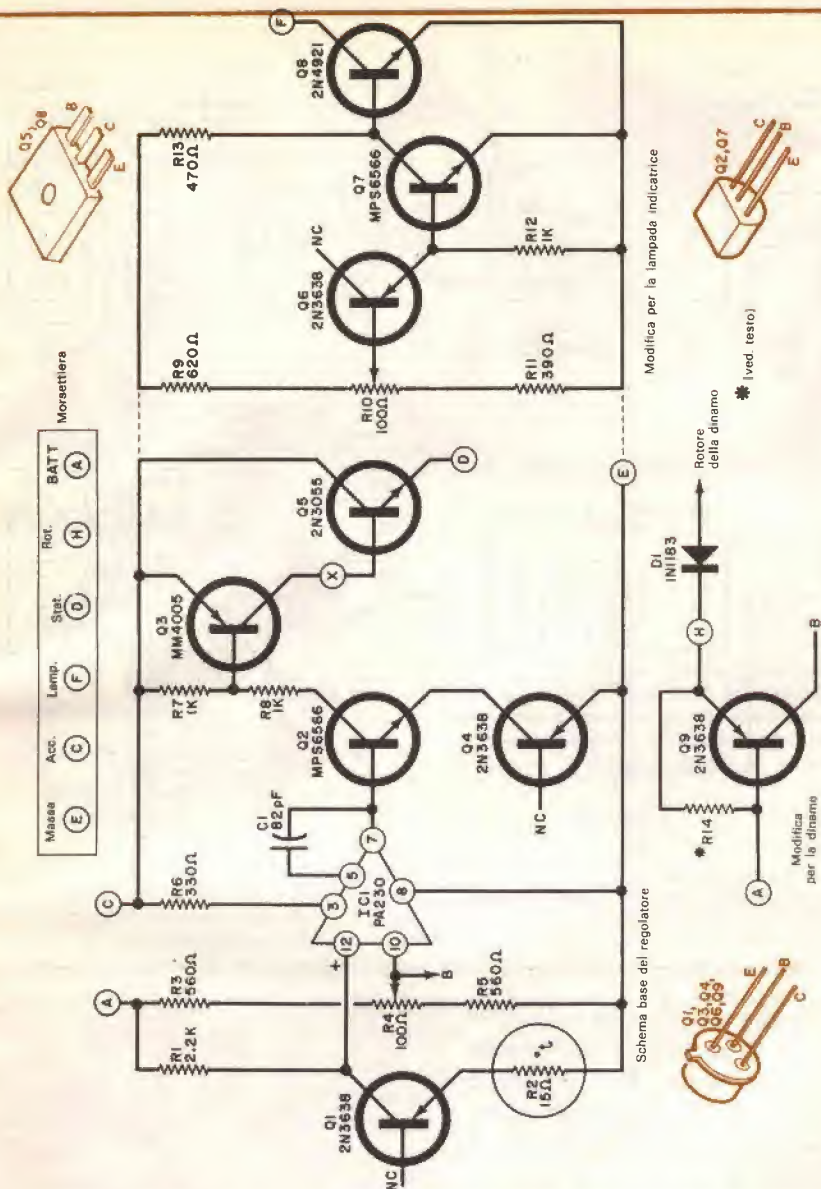 Massa Acc. Lamp. Stat. Rot. BATT
E C F D H A
Morsettiera
Q5, Q8
E C B
A
C
R1
2.2K
R3
560Ω
R6
330Ω
R7
1K
R8
1K
Q3
MM4005
X
Q5
2N3055
D
R9
620Ω
R10
100Ω
R11
390Ω
R13
470Ω
Q6
2N3638
NC
Q7
MPS6566
R12
1K
Q8
2N4921
F
Q1
2N3638
NC
+
12
10
3
5
7
8
IC1
PA230
C1
82pF
Q2
MPS6566
R4
100Ω
B
R5
560Ω
R2
15Ω
*t
Q4
2N3638
NC
E
Schema base del regolatore
Modifica per la lampada indicatrice
Q1,
Q3,Q4,
Q6,Q9
E
B
C
A
* R14
Q9
2N3638
H
D1
1N1183
Rotore
della dinamo
B
Modifica
per la dinamo
* (ved. testo)
Q2,Q7
C
B
E